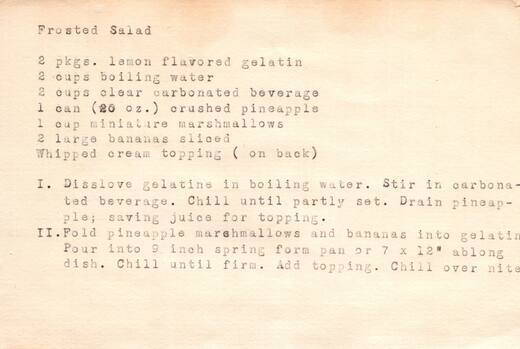 Frosted Salad
2 pkgs. lemon flavored gelatin
2 cups boiling water
2 cups clear carbonated beverage
1 can (20 oz.) crushed pineapple
1 cup miniature marshmallows
2 large bananas sliced
Whipped cream topping ( on back)
I. Disslove gelatine in boiling water. Stir in carbona-
ted beverage. Chill until partly set. Drain pineap-
ple; saving juice for topping.
II.Fold pineapple marshmallows and bananas into gelatin
Pour into 9 inch spring form pan or 7 x 12" ablong
dish. Chill until firm. Add topping. Chill over nite